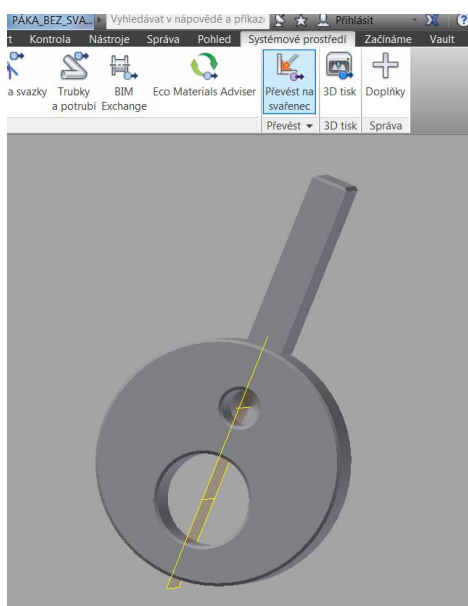 PÁKA_BEZ_SVA... Vyhledávat v nápovědě a příkaz Přihlásit
rt Kontrola Nástroje Správa Pohled Systémové prostředí Začínáme Vault
a svazky Trubky a potrubí BIM Exchange Eco Materials Adviser Převést na svařenec 3D tisk Doplňky
Převést 3D tisk Správa